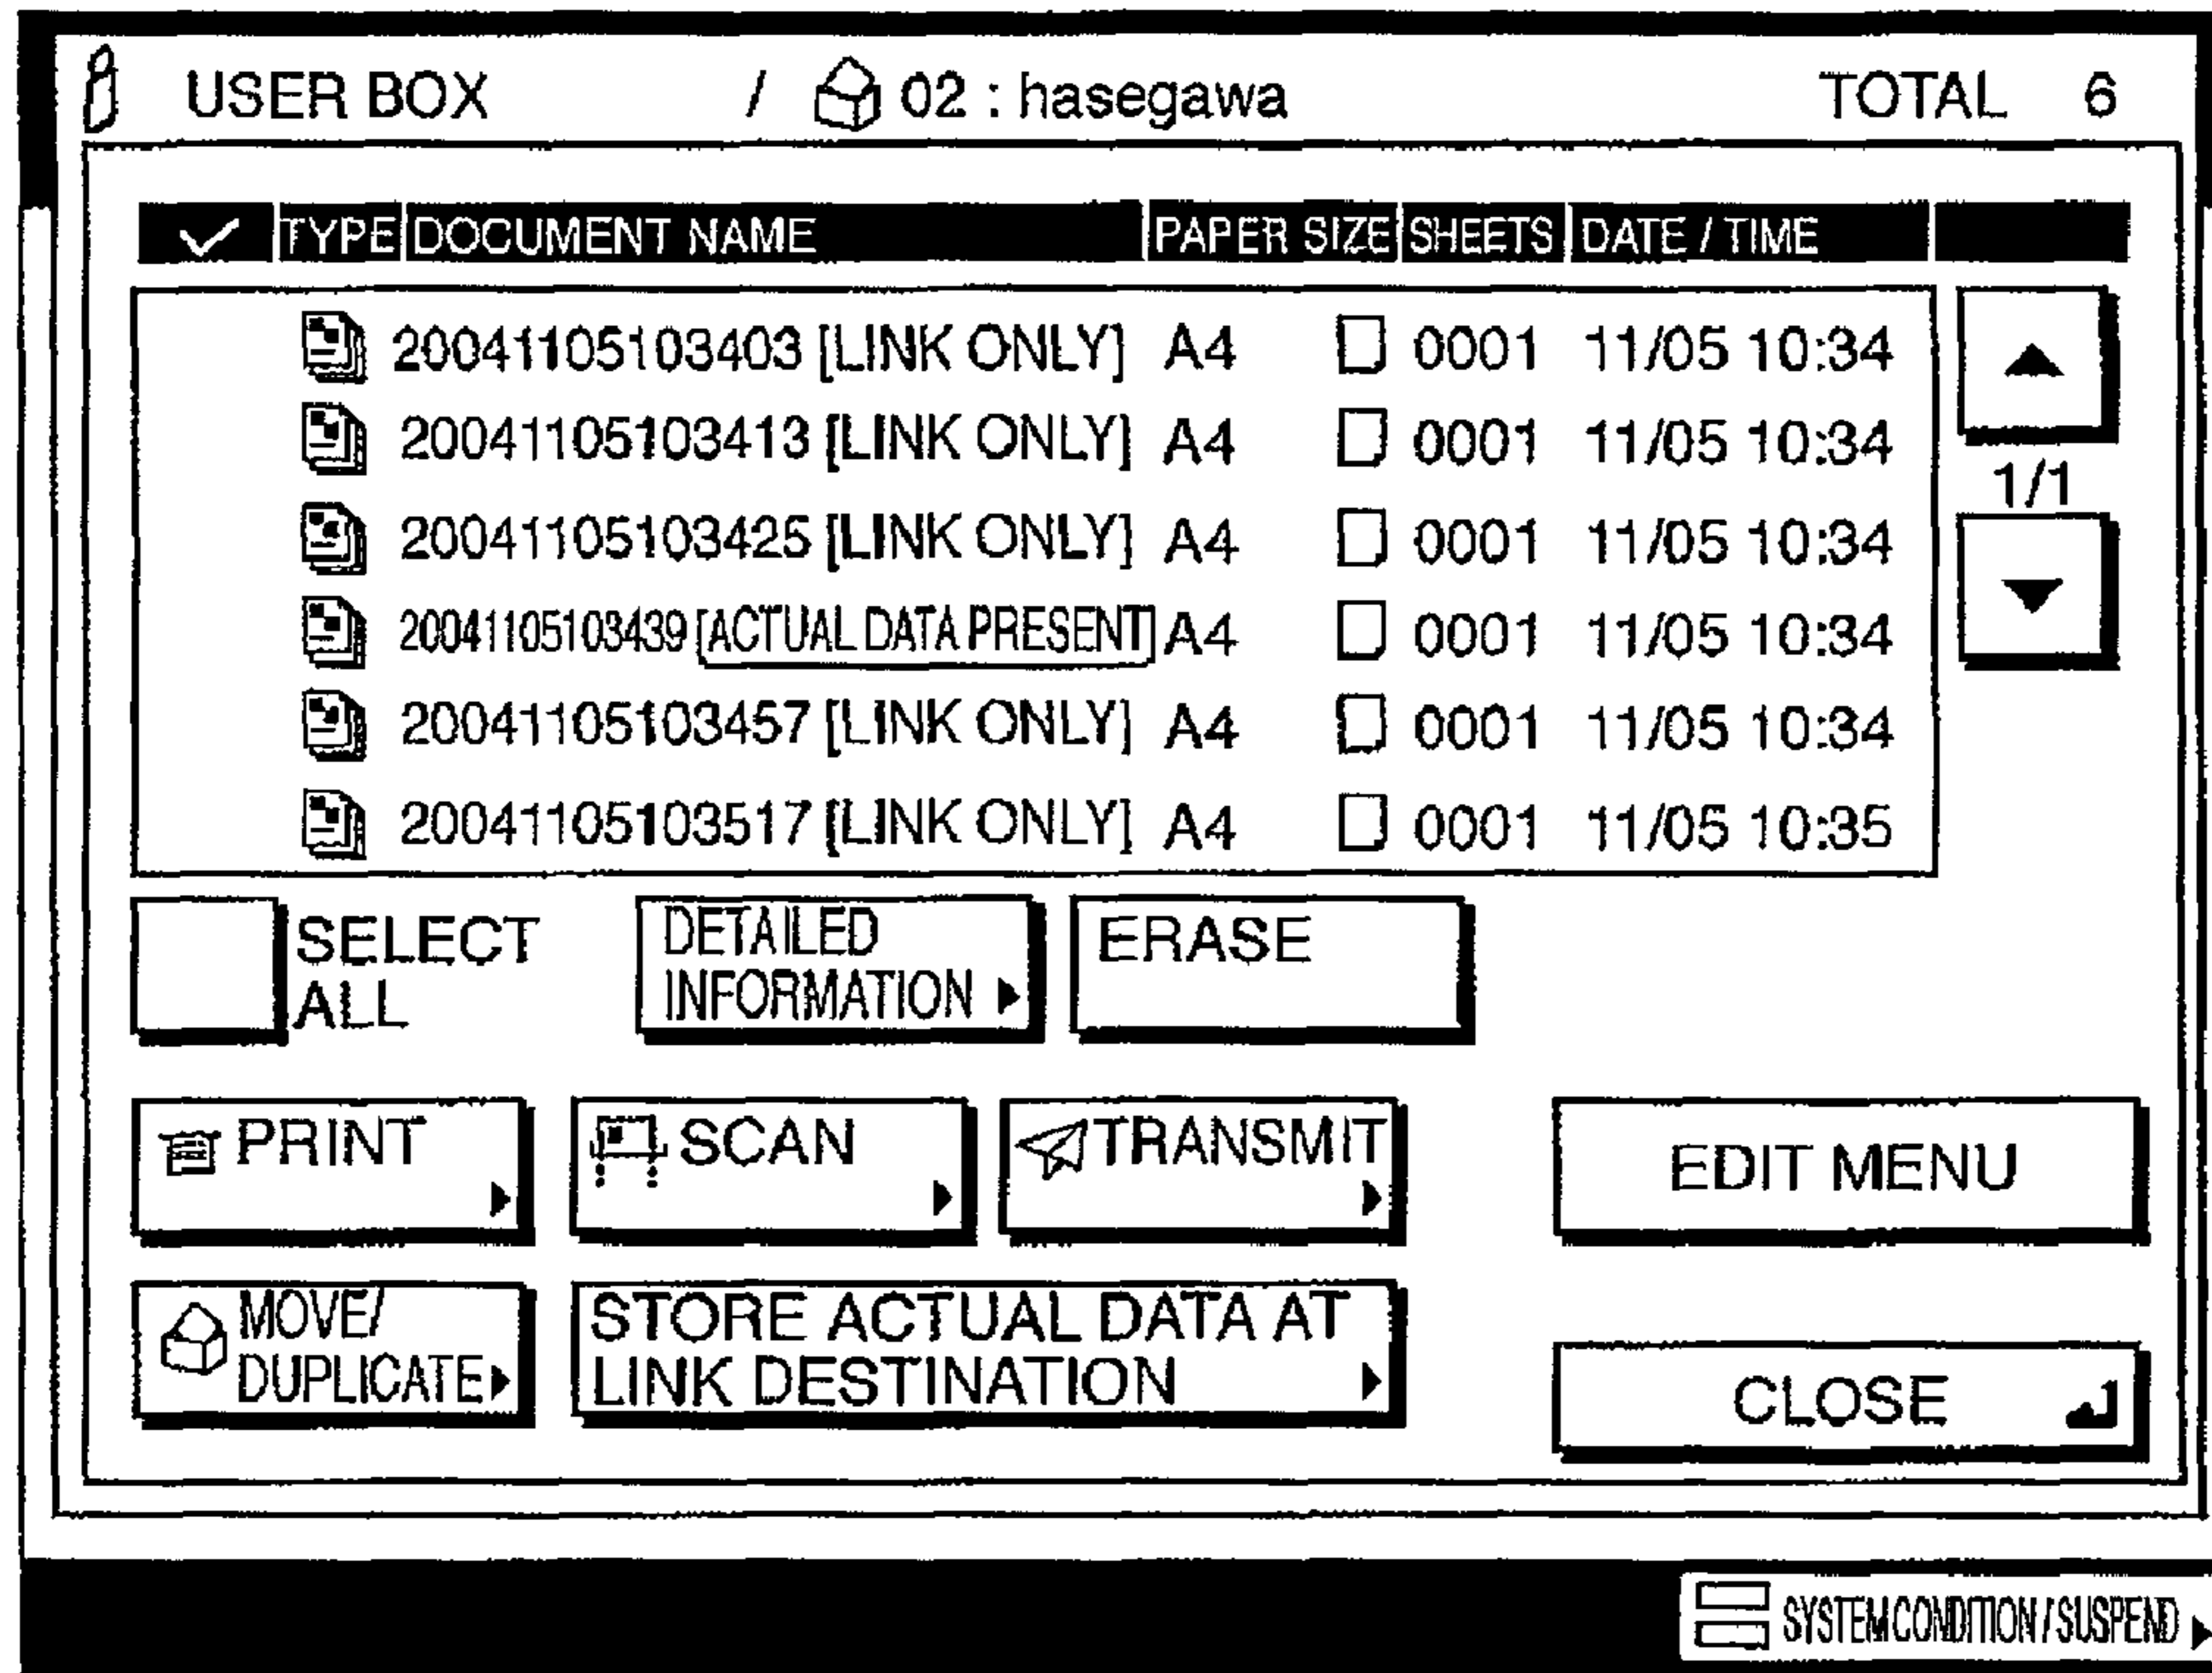 USER BOX / 02 : hasegawa TOTAL 6
TYPE DOCUMENT NAME PAPER SIZE SHEETS DATE / TIME
20041105103403 [LINK ONLY] A4 0001 11/05 10:34
20041105103413 [LINK ONLY] A4 0001 11/05 10:34
1/1
20041105103425 [LINK ONLY] A4 0001 11/05 10:34
20041105103439 [ACTUAL DATA PRESENT] A4 0001 11/05 10:34
20041105103457 [LINK ONLY] A4 0001 11/05 10:34
20041105103517 [LINK ONLY] A4 0001 11/05 10:35
SELECT
ALL
DETAILED
INFORMATION
ERASE
PRINT
SCAN
TRANSMIT
EDIT MENU
MOVE/
DUPLICATE
STORE ACTUAL DATA AT
LINK DESTINATION
CLOSE
SYSTEM CONDITION / SUSPEND